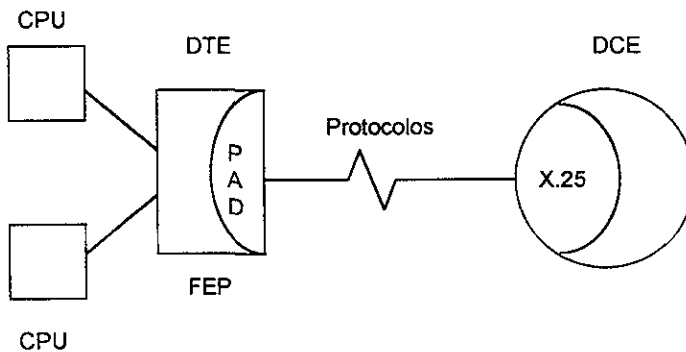 CPU
DTE
DCE
Protocolos
P
A
D
X.25
FEP
CPU